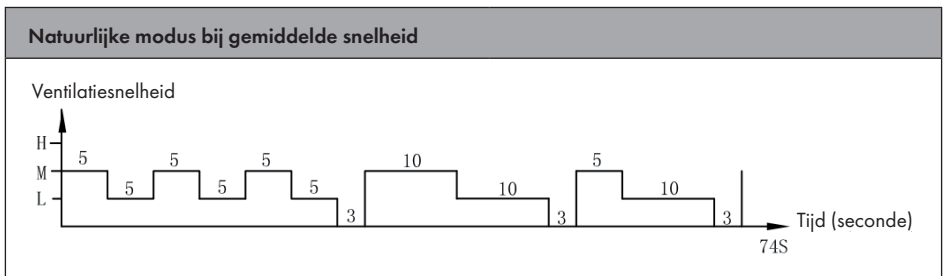 Natuurlijke modus bij gemiddelde snelheid
Ventilatiesnelheid
H
5 5 5 10 5
M
5 5 5 10 10
L
3 3 3
Tijd (seconde)
74S